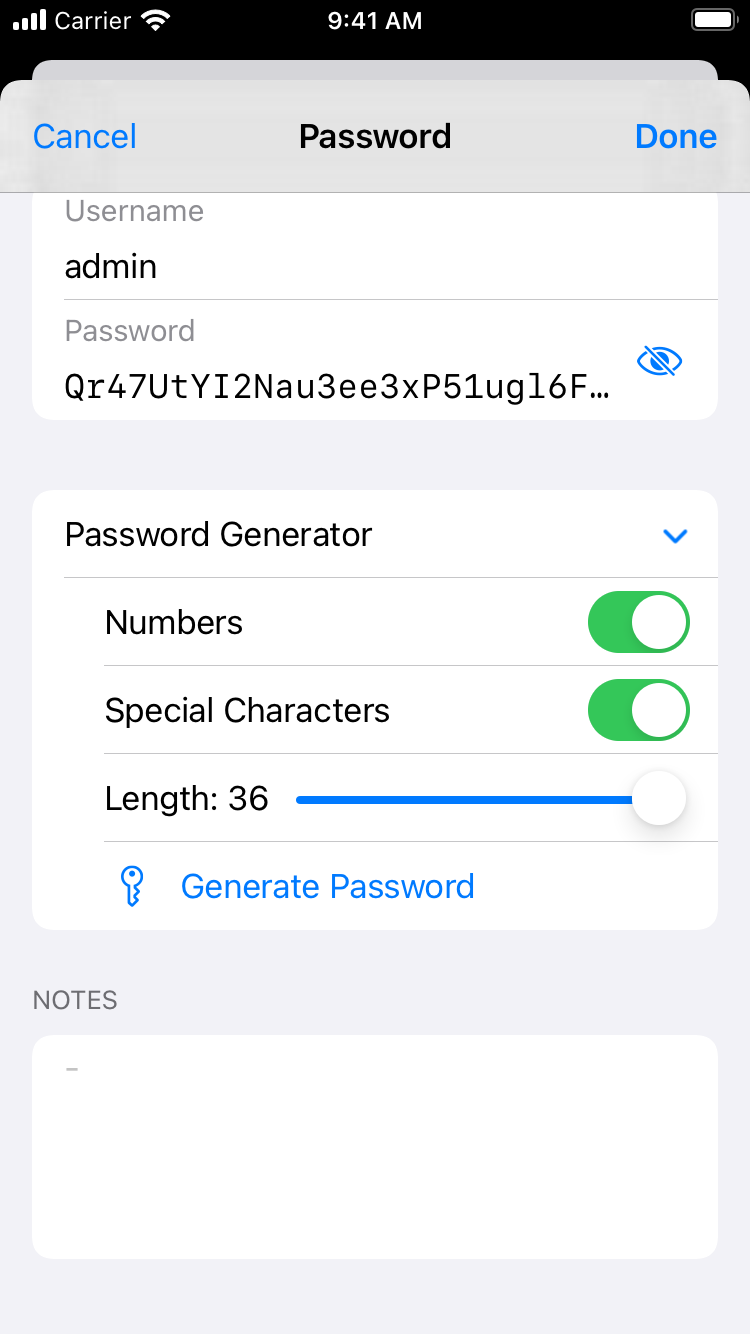 Carrier 9:41 AM
Cancel Password Done
Username
admin
Password
Qr47UtYI2Nau3ee3xP51ugl6F…
Password Generator
Numbers
Special Characters
Length: 36
Generate Password
NOTES
-